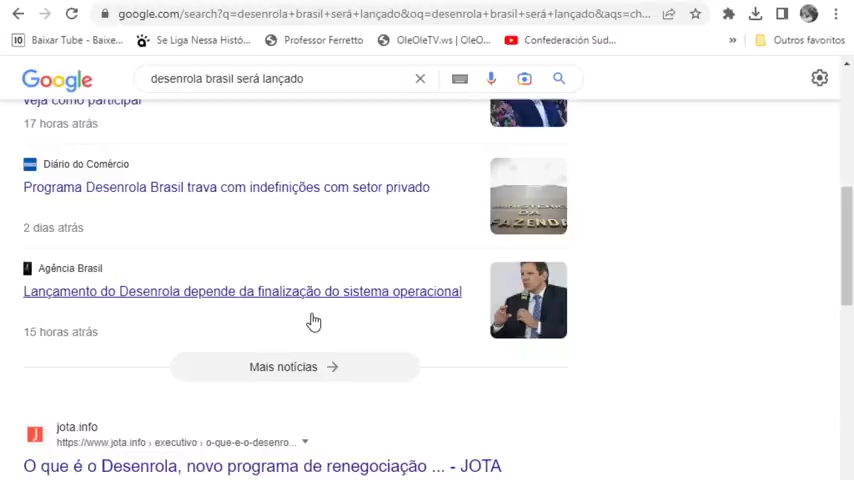 google.com/search?q=desenrola+brasil+será+lançado&oq=desenrola+brasil+será+lançado&aqs=ch...
10 Baixar Tube - Baixe... Se Liga Nessa Histó... Professor Ferretto OleOleTV.ws | OleO... Confederación Sud... » Outros favoritos
Google desenrola brasil será lançado
veja como participar
17 horas atrás
Diário do Comércio
Programa Desenrola Brasil trava com indefinições com setor privado
2 dias atrás
MINISTÉRIO
DA
FAZENDA
Agência Brasil
Lançamento do Desenrola depende da finalização do sistema operacional
15 horas atrás
Mais notícias
jota.info
https://www.jota.info › executivo › o-que-e-o-desenro...
O que é o Desenrola, novo programa de renegociação ... - JOTA